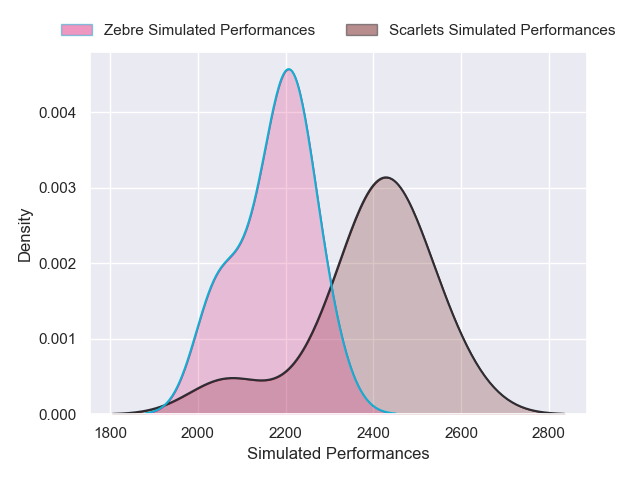 Zebre Simulated Performances Scarlets Simulated Performances
0.004
0.003
0.002
0.001
0.000
Density
1800 2000 2200 2400 2600 2800
Simulated Performances